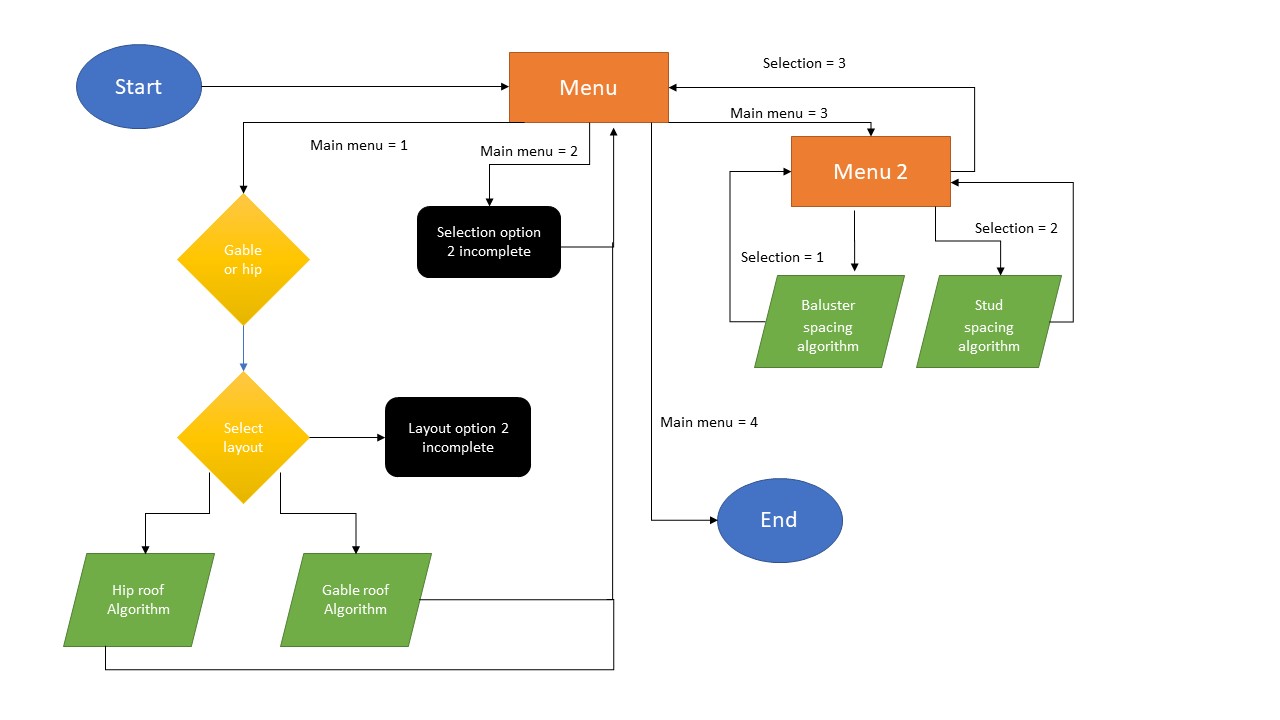 Start
Menu
Selection = 3
Main menu = 3
Main menu = 1
Main menu = 2
Menu 2
Selection option
2 incomplete
Gable
or hip
Selection = 2
Selection = 1
Baluster
spacing
algorithm
Stud
spacing
algorithm
Select
layout
Layout option 2
incomplete
Main menu = 4
End
Hip roof
Algorithm
Gable roof
Algorithm